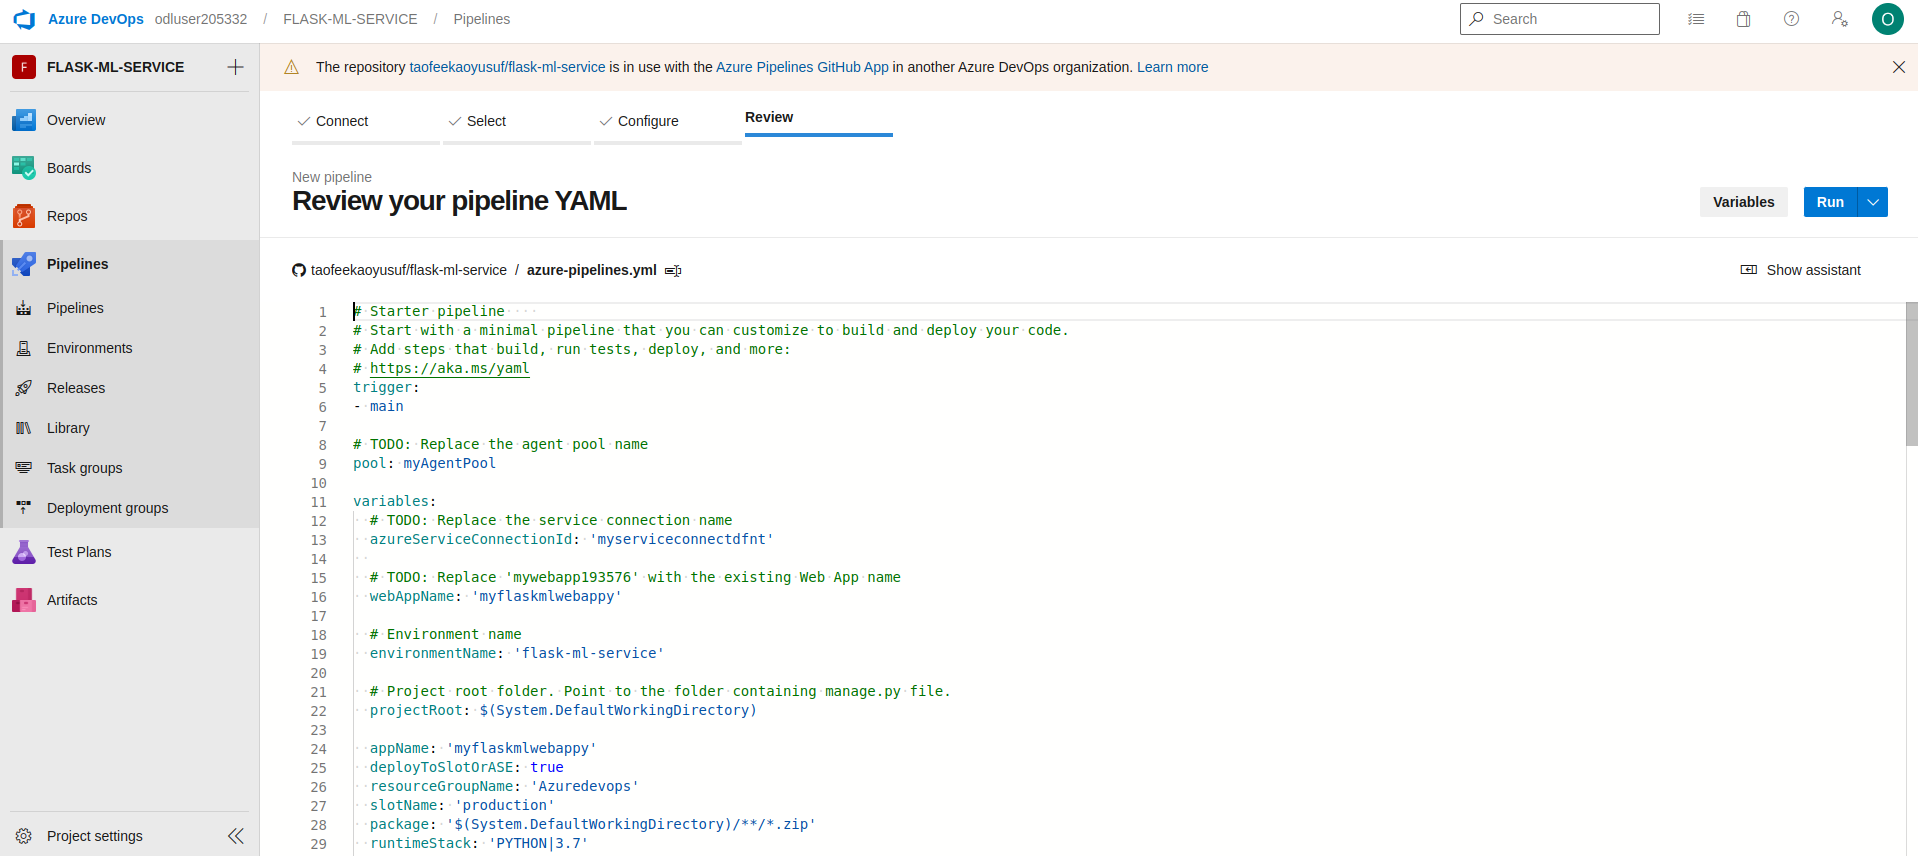 Azure DevOps odluser205332 / FLASK-ML-SERVICE / Pipelines
Search
O
F FLASK-ML-SERVICE
Overview
Boards
Repos
Pipelines
Pipelines
Environments
Releases
Library
Task groups
Deployment groups
Test Plans
Artifacts
Project settings
The repository taofeekaoyusuf/flask-ml-service is in use with the Azure Pipelines GitHub App in another Azure DevOps organization. Learn more
Connect
Select
Configure
Review
New pipeline
Review your pipeline YAML
Variables
Run
taofeekaoyusuf/flask-ml-service / azure-pipelines.yml
Show assistant
1 # Starter pipeline
2 # Start with a minimal pipeline that you can customize to build and deploy your code.
3 # Add steps that build, run tests, deploy, and more:
4 # https://aka.ms/yaml
5 trigger:
6 - main
7
8 # TODO: Replace the agent pool name
9 pool: myAgentPool
10
11 variables:
12 # TODO: Replace the service connection name
13 azureServiceConnectionId: 'myserviceconnectdfnt'
14
15 # TODO: Replace 'mywebapp193576' with the existing Web App name
16 webAppName: 'myflaskmlwebappy'
17
18 # Environment name
19 environmentName: 'flask-ml-service'
20
21 # Project root folder. Point to the folder containing manage.py file.
22 projectRoot: $(System.DefaultWorkingDirectory)
23
24 appName: 'myflaskmlwebappy'
25 deployToSlotOrASE: true
26 resourceGroupName: 'Azuredevops'
27 slotName: 'production'
28 package: '$(System.DefaultWorkingDirectory)/**/*.zip'
29 runtimeStack: 'PYTHON|3.7'